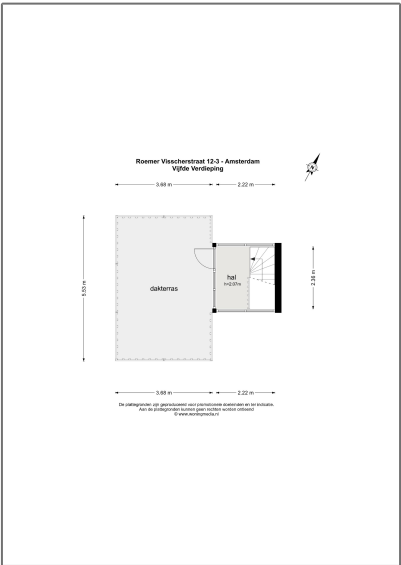 Roemer Visscherstraat 12-3 - Amsterdam
Vijfde Verdieping
3.68 m
2.22 m
5.53 m
dakterras
hal
h=2.07m
2.36 m
3.68 m
2.22 m
De plattegronden zijn geproduceerd voor promotionele doeleinden en ter indicatie.
Aan de plattegronden kunnen geen rechten worden ontleend
© www.woningmedia.nl